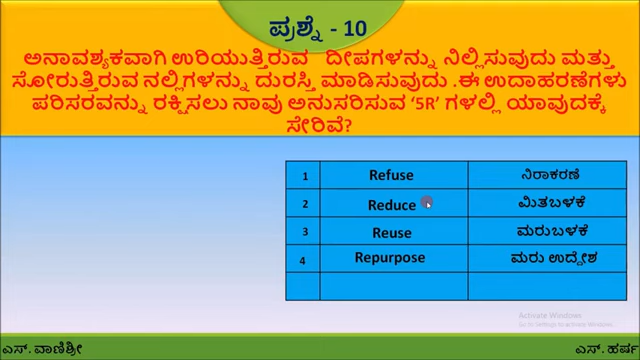 ಪ್ರಶ್ನೆ - 10
ಅನಾವಶ್ಯಕವಾಗಿ ಉರಿಯುತ್ತಿರುವ ದೀಪಗಳನ್ನು ನಿಲ್ಲಿಸುವುದು ಮತ್ತು
ಸೋರುತ್ತಿರುವ ನಲ್ಲಿಗಳನ್ನು ದುರಸ್ತಿ ಮಾಡಿಸುವುದು .ಈ ಉದಾಹರಣೆಗಳು
ಪರಿಸರವನ್ನು ರಕ್ಷಿಸಲು ನಾವು ಅನುಸರಿಸುವ ‘5R’ ಗಳಲ್ಲಿ ಯಾವುದಕ್ಕೆ
ಸೇರಿವೆ?
1 Refuse ನಿರಾಕರಣೆ
2 Reduce ಮಿತಬಳಕೆ
3 Reuse ಮರುಬಳಕೆ
4 Repurpose ಮರು ಉದ್ದೇಶ
Activate Windows
Go to Settings to activate Windows.
ಎಸ್. ವಾಣಿಶ್ರೀ ಎಸ್. ಹರ್ಷ